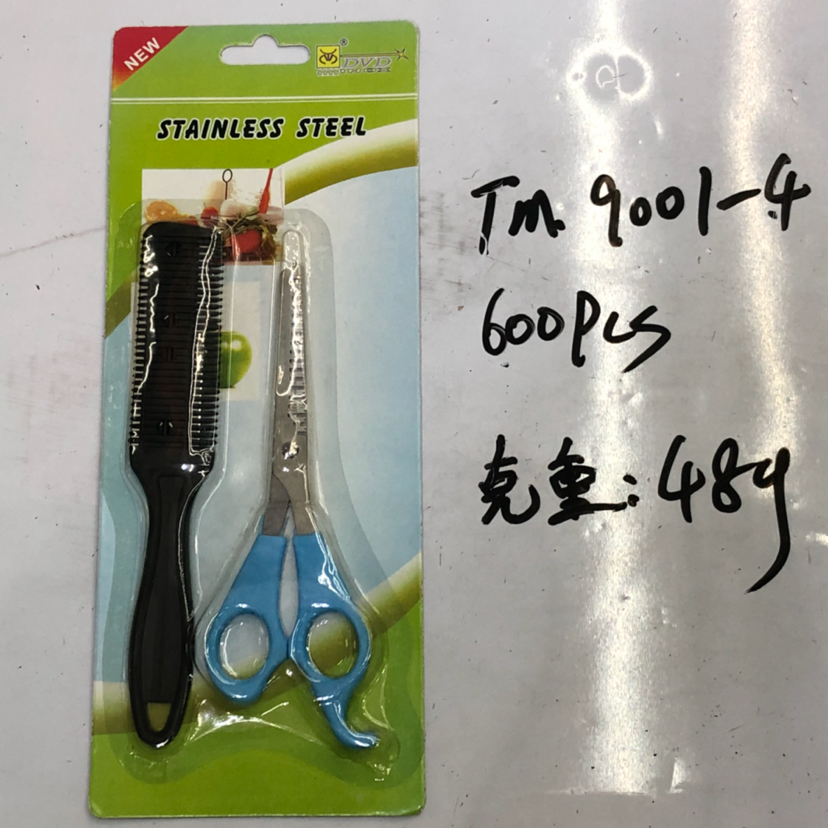 NEW
DVD
STAINLESS STEEL
Tm. 9001-4
600Pcs
克重:48g